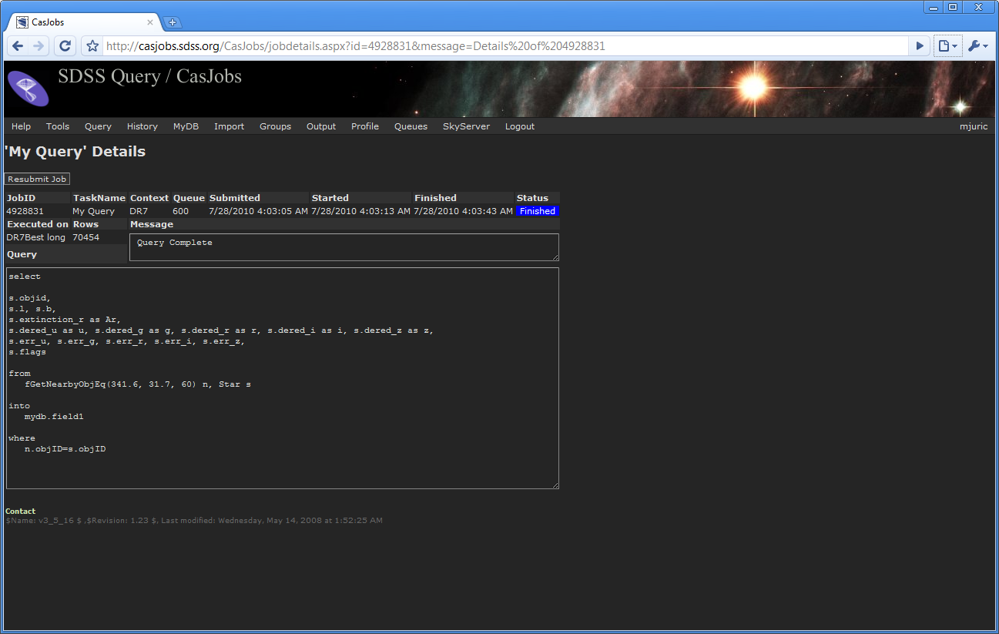 CasJobs
http://casjobs.sdss.org/CasJobs/jobdetails.aspx?id=4928831&message=Details%20of%204928831
SDSS Query / CasJobs
Help Tools Query History MyDB Import Groups Output Profile Queues SkyServer Logout mjuric
'My Query' Details
Resubmit Job
JobID TaskName Context Queue Submitted Started Finished Status
4928831 My Query DR7 600 7/28/2010 4:03:05 AM 7/28/2010 4:03:13 AM 7/28/2010 4:03:43 AM Finished
Executed on Rows Message
DR7Best long 70454 Query Complete
Query
select
s.objid,
s.l, s.b,
s.extinction_r as Ar,
s.dered_u as u, s.dered_g as g, s.dered_r as r, s.dered_i as i, s.dered_z as z,
s.err_u, s.err_g, s.err_r, s.err_i, s.err_z,
s.flags
from
fGetNearbyObjEq(341.6, 31.7, 60) n, Star s
into
mydb.field1
where
n.objID=s.objID
Contact
$Name: v3_5_16 $ ,$Revision: 1.23 $, Last modified: Wednesday, May 14, 2008 at 1:52:25 AM